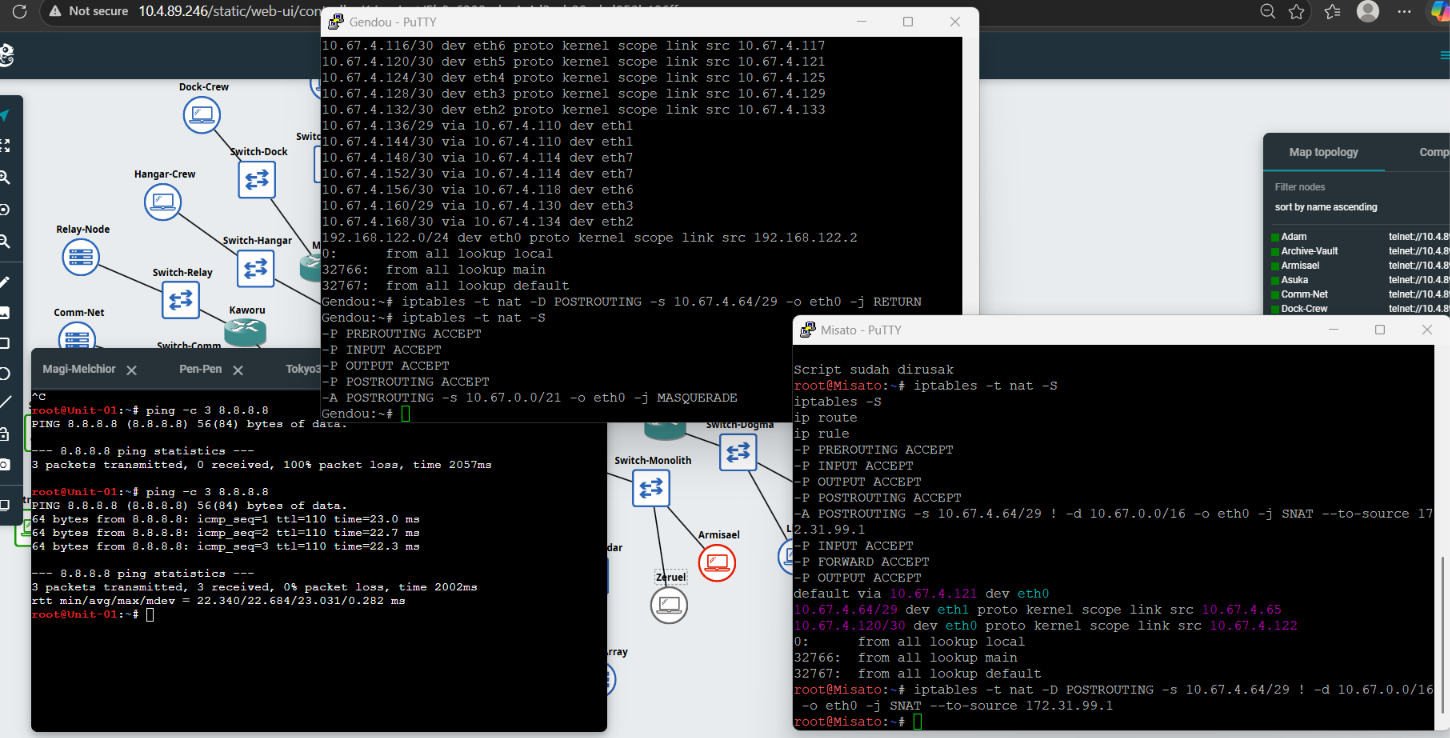 Not secure
10.4.89.246/static/web-ui/
Gendou - PuTTY
10.67.4.116/30 dev eth6 proto kernel scope link src 10.67.4.117
10.67.4.120/30 dev eth5 proto kernel scope link src 10.67.4.121
10.67.4.124/30 dev eth4 proto kernel scope link src 10.67.4.125
10.67.4.128/30 dev eth3 proto kernel scope link src 10.67.4.129
10.67.4.132/30 dev eth2 proto kernel scope link src 10.67.4.133
10.67.4.136/29 via 10.67.4.110 dev eth1
10.67.4.144/30 via 10.67.4.110 dev eth1
10.67.4.148/30 via 10.67.4.114 dev eth7
10.67.4.152/30 via 10.67.4.114 dev eth7
10.67.4.156/30 via 10.67.4.118 dev eth6
10.67.4.160/29 via 10.67.4.130 dev eth3
10.67.4.168/30 via 10.67.4.134 dev eth2
192.168.122.0/24 dev eth0 proto kernel scope link src 192.168.122.2
0: from all lookup local
32766: from all lookup main
32767: from all lookup default
Gendou:~# iptables -t nat -D POSTROUTING -s 10.67.4.64/29 -o eth0 -j RETURN
Gendou:~# iptables -t nat -S
-P PREROUTING ACCEPT
-P INPUT ACCEPT
-P OUTPUT ACCEPT
-P POSTROUTING ACCEPT
-A POSTROUTING -s 10.67.0.0/21 -o eth0 -j MASQUERADE
Gendou:~#
Dock-Crew
Switch-Dock
Hangar-Crew
Switch-Hangar
Relay-Node
Switch-Relay
Comm-Net
Kaworu
Switch-Comm
Switch-Dogma
Switch-Monolith
Armisael
Zeruel
Map topology
Filter nodes
sort by name ascending
Adam telnet://10.4.8
Archive-Vault telnet://10.4.8
Armisael telnet://10.4.8
Asuka telnet://10.4.8
Comm-Net telnet://10.4.8
Dock-Crew telnet://10.4.8
Magi-Melchior
Pen-Pen
^C
root@Unit-01:~# ping -c 3 8.8.8.8
PING 8.8.8.8 (8.8.8.8) 56(84) bytes of data.
--- 8.8.8.8 ping statistics ---
3 packets transmitted, 0 received, 100% packet loss, time 2057ms
root@Unit-01:~# ping -c 3 8.8.8.8
PING 8.8.8.8 (8.8.8.8) 56(84) bytes of data.
64 bytes from 8.8.8.8: icmp_seq=1 ttl=110 time=23.0 ms
64 bytes from 8.8.8.8: icmp_seq=2 ttl=110 time=22.7 ms
64 bytes from 8.8.8.8: icmp_seq=3 ttl=110 time=22.3 ms
--- 8.8.8.8 ping statistics ---
3 packets transmitted, 3 received, 0% packet loss, time 2002ms
rtt min/avg/max/mdev = 22.340/22.684/23.031/0.282 ms
root@Unit-01:~#
Misato - PuTTY
Script sudah dirusak
root@Misato:~# iptables -t nat -S
iptables -S
ip route
ip rule
-P PREROUTING ACCEPT
-P INPUT ACCEPT
-P OUTPUT ACCEPT
-P POSTROUTING ACCEPT
-A POSTROUTING -s 10.67.4.64/29 ! -d 10.67.0.0/16 -o eth0 -j SNAT --to-source 17
2.31.99.1
-P INPUT ACCEPT
-P FORWARD ACCEPT
-P OUTPUT ACCEPT
default via 10.67.4.121 dev eth0
10.67.4.64/29 dev eth1 proto kernel scope link src 10.67.4.65
10.67.4.120/30 dev eth0 proto kernel scope link src 10.67.4.122
0: from all lookup local
32766: from all lookup main
32767: from all lookup default
root@Misato:~# iptables -t nat -D POSTROUTING -s 10.67.4.64/29 ! -d 10.67.0.0/16
-o eth0 -j SNAT --to-source 172.31.99.1
root@Misato:~#